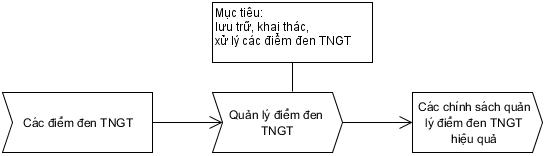 Mục tiêu:
lưu trữ, khai thác,
xử lý các điểm đen TNGT
Các điểm đen TNGT
Quản lý điểm đen
TNGT
Các chính sách quản
lý điểm đen TNGT
hiệu quả